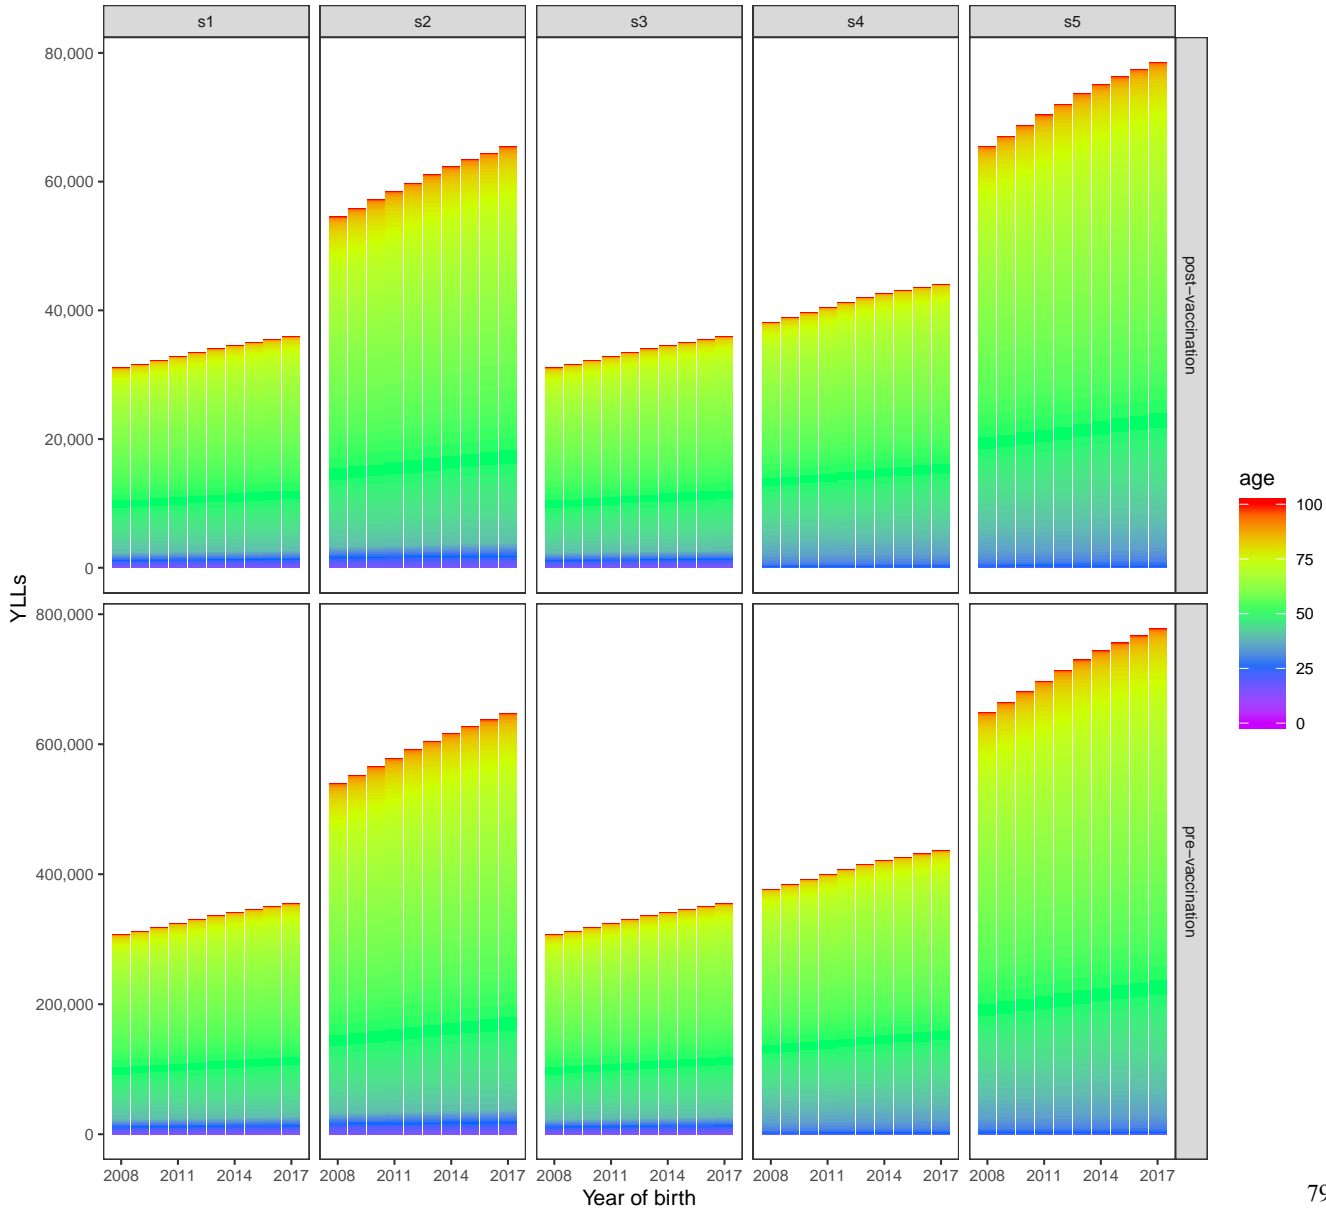 s1 s2 s3 s4 s5
80,000
60,000
40,000
20,000
0
post−vaccination
YLLs
800,000
600,000
400,000
200,000
0
pre−vaccination
2008 2011 2014 2017 2008 2011 2014 2017 2008 2011 2014 2017 2008 2011 2014 2017 2008 2011 2014 2017
Year of birth
age
100
75
50
25
0
79